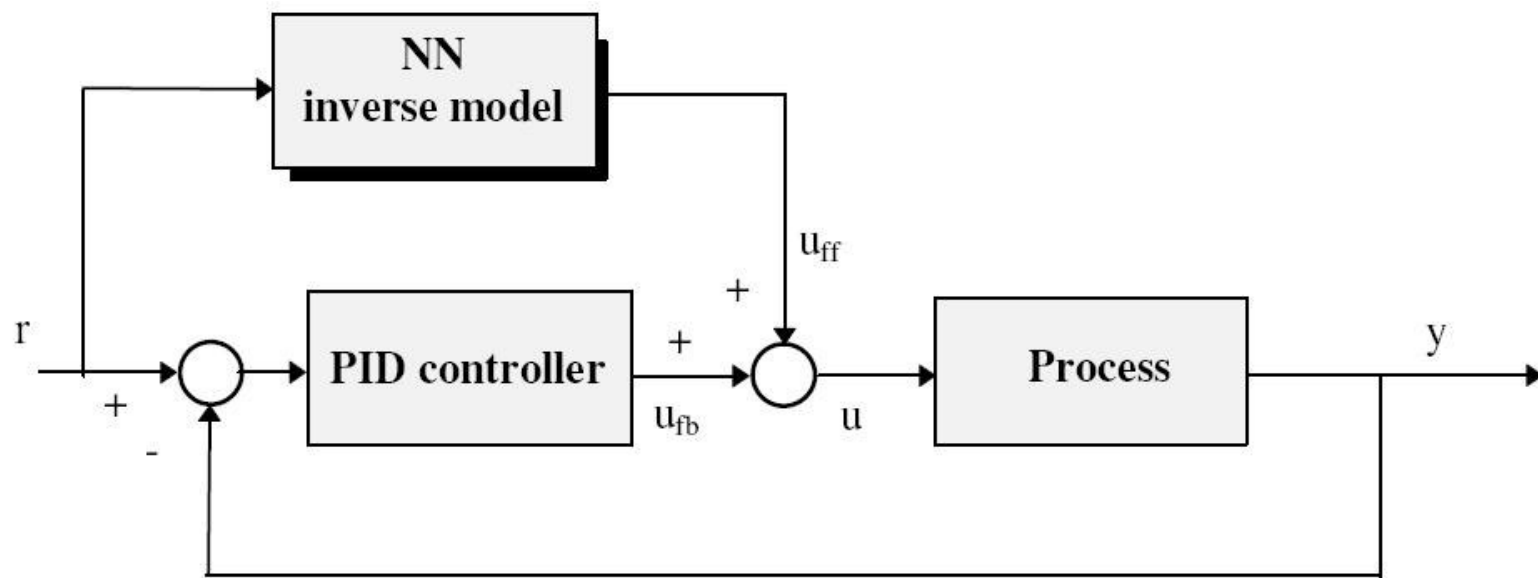 NN
inverse model
u_ff
+
r
PID controller
+
Process
y
+
u_fb
u
-